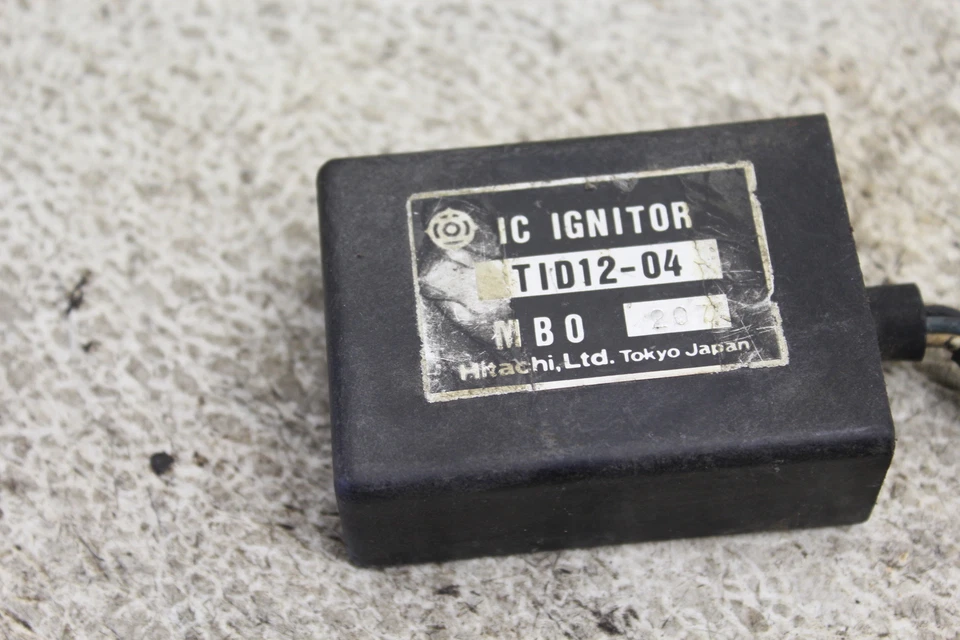 IC IGNITOR
TID12-04
MBO
Hitachi,Ltd. Tokyo Japan